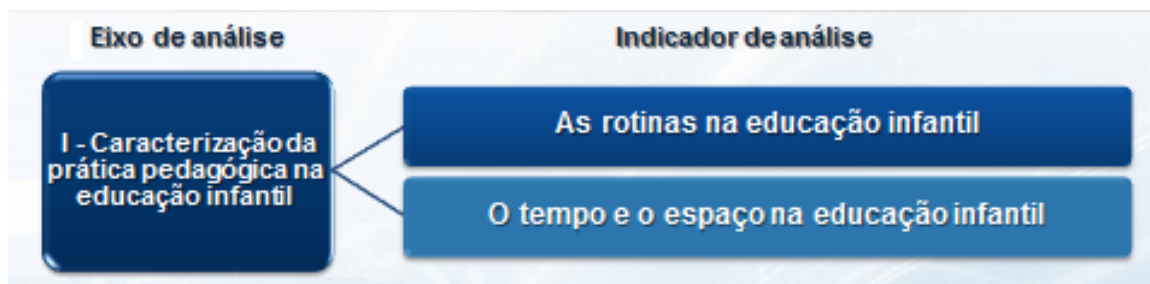 Eixo de análise
Indicador de análise
I - Caracterização da
prática pedagógica na
educação infantil
As rotinas na educação infantil
O tempo e o espaço na educação infantil